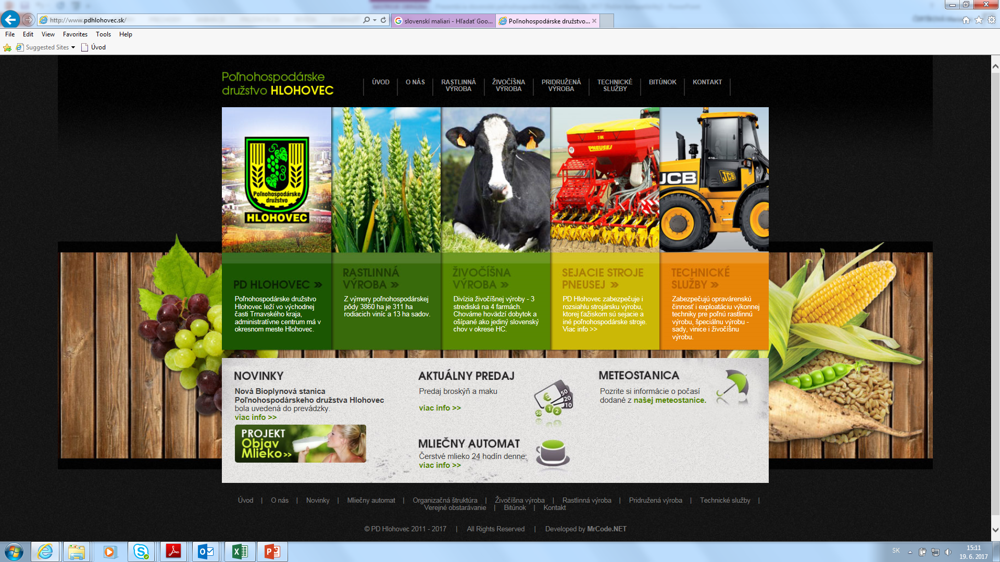 http://www.pdhlohovec.sk/
slovenskí maliari - Hľadať Goo...
Poľnohospodárske družstvo...
File Edit View Favorites Tools Help
Suggested Sites
Úvod
Poľnohospodárske
družstvo HLOHOVEC
ÚVOD
O NÁS
RASTLINNÁ
VÝROBA
ŽIVOČÍŠNA
VÝROBA
PRIDRUŽENÁ
VÝROBA
TECHNICKÉ
SLUŽBY
BITÚNOK
KONTAKT
Poľnohospodárske
družstvo
HLOHOVEC
PNEUSEJ
JCB
JCB
PD HLOHOVEC »
Poľnohospodárske družstvo
Hlohovec leží vo východnej
časti Trnavského kraja,
administratívne centrum má v
okresnom meste Hlohovec.
RASTLINNÁ
VÝROBA »
Z výmery poľnohospodárskej
pôdy 3860 ha je 311 ha
rodiacich viníc a 13 ha sadov.
ŽIVOČÍŠNA
VÝROBA »
Divízia živočíšnej výroby - 3
strediská na 4 farmách.
Chováme hovädzí dobytok a
ošípané ako jediný slovenský
chov v okrese HC.
SEJACIE STROJE
PNEUSEJ »
PD Hlohovec zabezpečuje i
rozsiahlu strojársku výrobu,
ktorej ťažiskom sú sejacie a
iné poľnohospodárske stroje.
Viac info >>
TECHNICKÉ
SLUŽBY »
Zabezpečujú opravárenskú
činnosť i exploatáciu výkonnej
techniky pre poľnú rastlinnú
výrobu, špeciálnu výrobu -
sady, vinice i živočíšnu
výrobu.
NOVINKY
Nová Bioplynová stanica
Poľnohospodárskeho družstva Hlohovec
bola uvedená do prevádzky.
viac info >>
PROJEKT
Objav
Mlieko >>
AKTUÁLNY PREDAJ
Predaj broskýň a maku
viac info >>
50
20
10
50 1 2
MLIEČNY AUTOMAT
Čerstvé mlieko 24 hodín denne.
viac info >>
METEOSTANICA
Pozrite si informácie o počasí
dodané z našej meteostanice.
Úvod | O nás | Novinky | Mliečny automat | Organizačná štruktúra | Živočíšna výroba | Rastlinná výroba | Pridružená výroba | Technické služby |
Verejné obstarávanie | Bitúnok | Kontakt
© PD Hlohovec 2011 - 2017 | All Rights Reserved | Developed by MrCode.NET
SK
15:11
19. 6. 2017